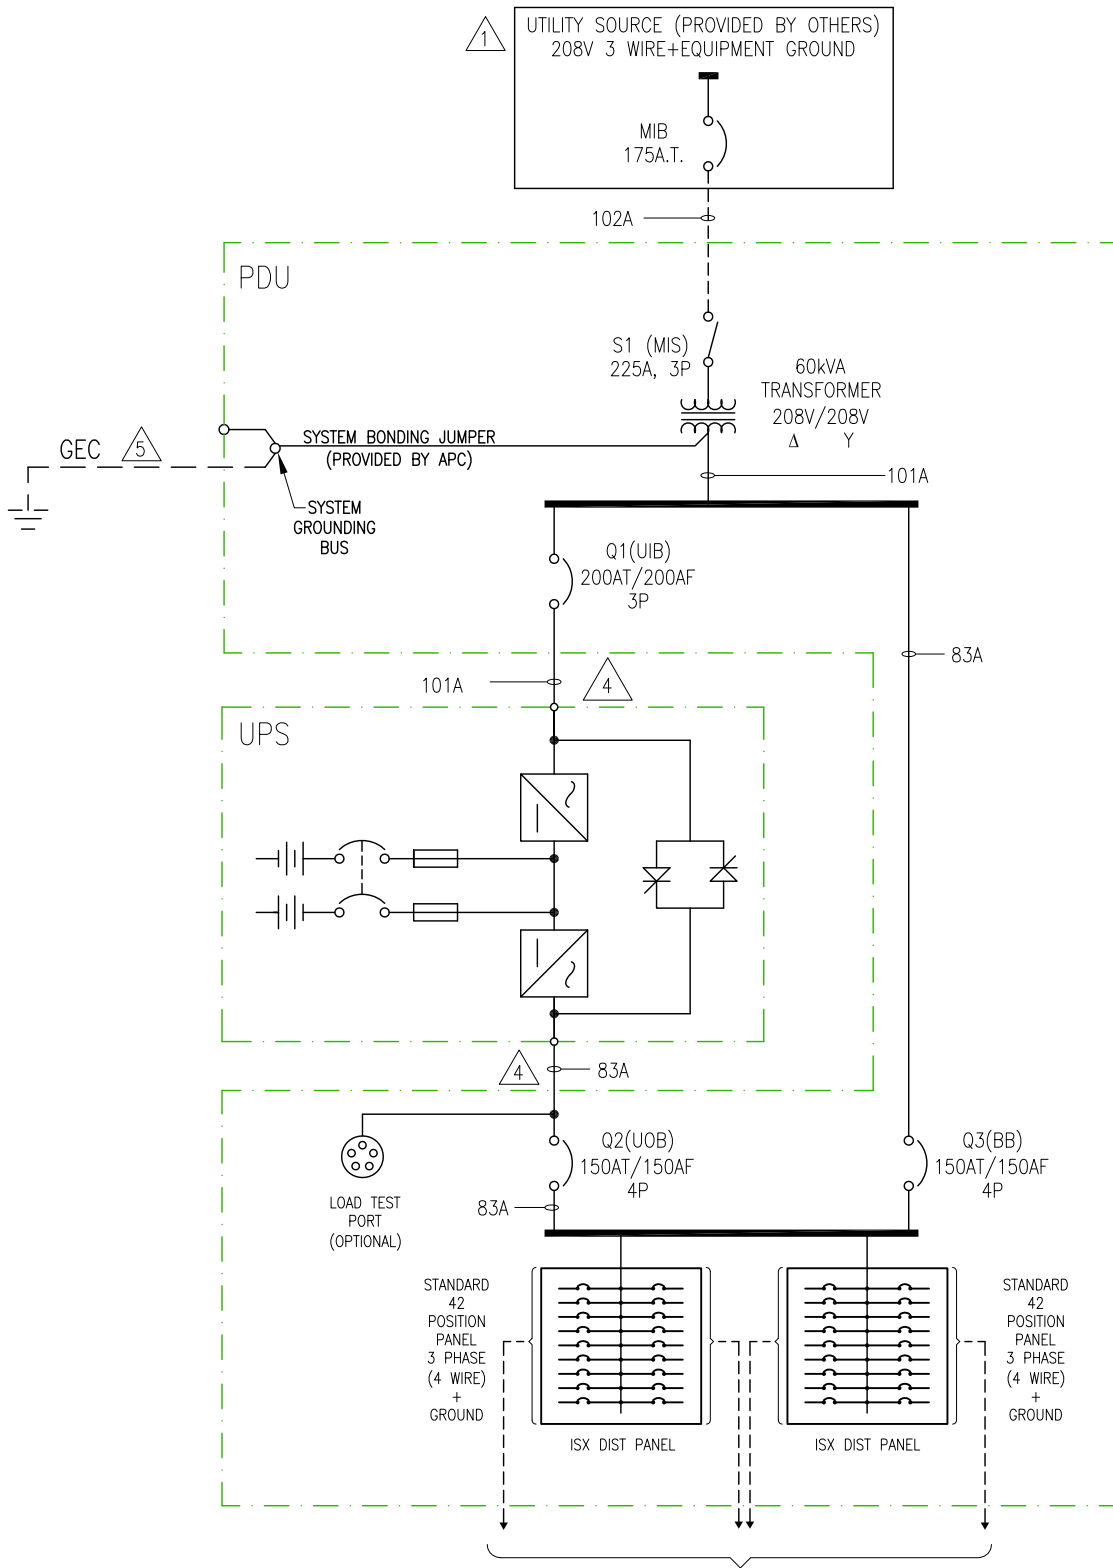 1
UTILITY SOURCE (PROVIDED BY OTHERS)
208V 3 WIRE+EQUIPMENT GROUND
MIB
175A.T.
102A
PDU
S1 (MIS)
225A, 3P
60kVA
TRANSFORMER
208V/208V
Δ Y
GEC
5
SYSTEM BONDING JUMPER
(PROVIDED BY APC)
101A
SYSTEM
GROUNDING
BUS
Q1(UIB)
200AT/200AF
3P
83A
101A
4
UPS
4
83A
Q2(UOB)
150AT/150AF
4P
Q3(BB)
150AT/150AF
4P
LOAD TEST
PORT
(OPTIONAL)
83A
STANDARD
42
POSITION
PANEL
3 PHASE
(4 WIRE)
+
GROUND
STANDARD
42
POSITION
PANEL
3 PHASE
(4 WIRE)
+
GROUND
ISX DIST PANEL
ISX DIST PANEL